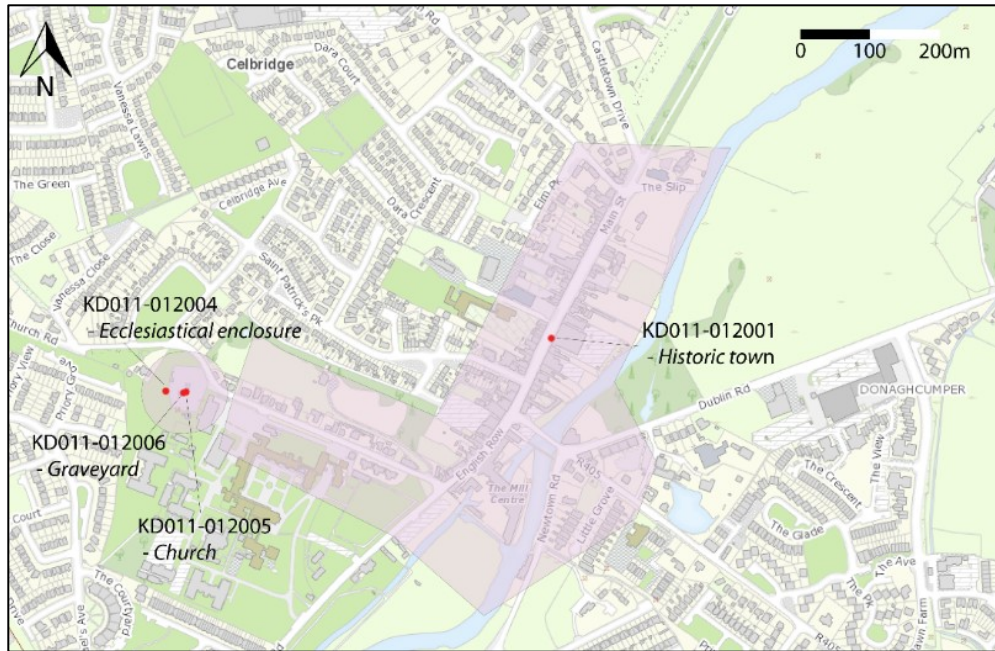 N
0 100 200m
Celbridge
Dara Court
Castletown Drive
Vanessa Lawns
The Green
Celbridge Ave
Dara Crescent
Elm Pk
The Slip
Main St
The Close
Vanessa Close
Saint Patrick's Pk
KD011-012004
- Ecclesiastical enclosure
KD011-012001
- Historic town
Church Rd
Priory Gro
Dublin Rd
DONAGHCUMPER
KD011-012006
- Graveyard
English Row
R405
The Mill
Centre
Newtown Rd
Little Grove
The View
The Crescent
The Glade
Court
KD011-012005
- Church
The Courtyard
The Ave
The Pk
R405
Drive